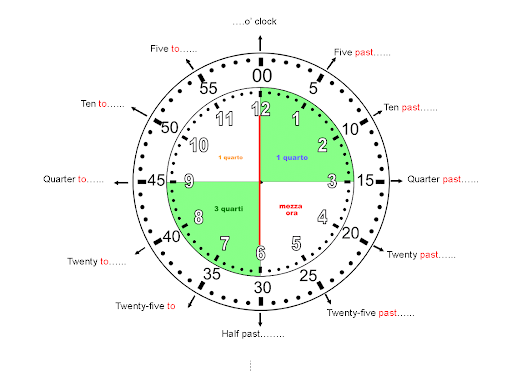 ….o' clock
Five to……
Five past……
00
55
5
Ten to……
Ten past……
50
10
12
11
1
10
2
1 quarto
1 quarto
Quarter to……
45
9
3
15
Quarter past……
3 quarti
mezza
ora
8
4
7
5
6
40
20
Twenty to……
Twenty past……
35
25
30
Twenty-five to
Twenty-five past……
Half past……..